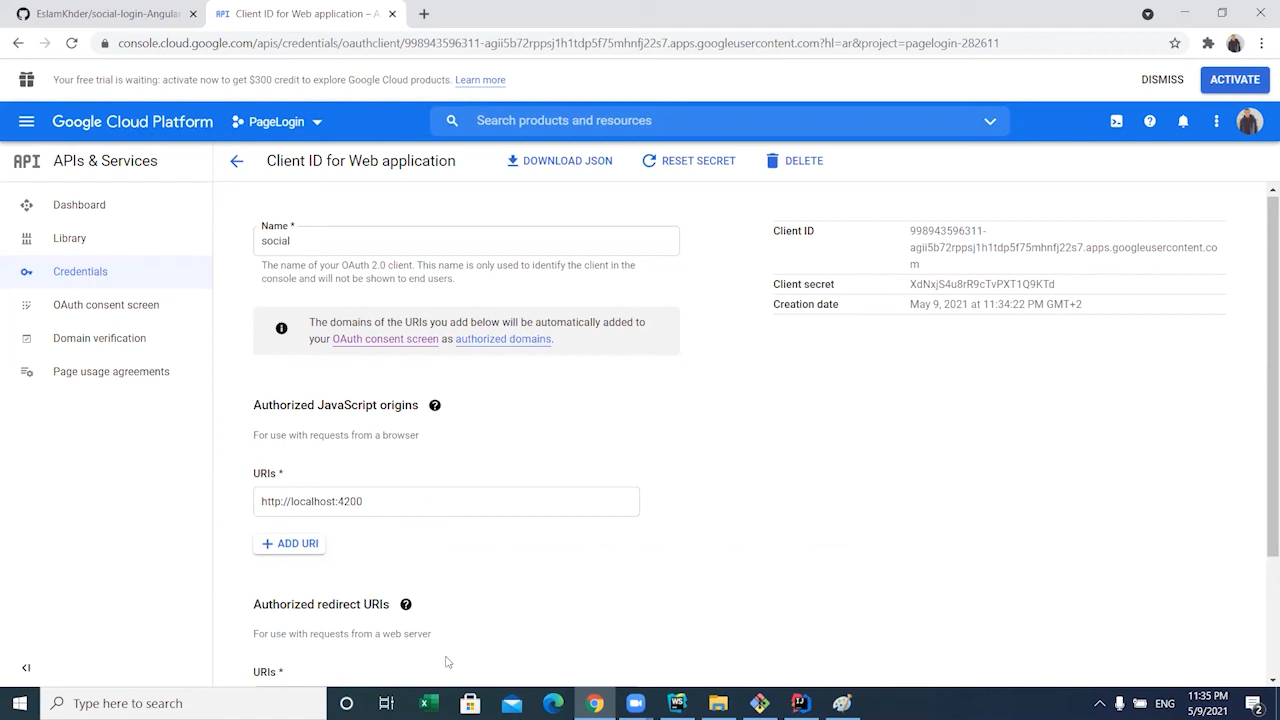 EslamKhder/social-login-Angular
Client ID for Web application – A
console.cloud.google.com/apis/credentials/oauthclient/998943596311-agii5b72rppsj1h1tdp5f75mhnfj22s7.apps.googleusercontent.com?hl=ar&project=pagelogin-282611
Your free trial is waiting: activate now to get $300 credit to explore Google Cloud products. Learn more
DISMISS
ACTIVATE
Google Cloud Platform
PageLogin
Search products and resources
API APIs & Services
Client ID for Web application
DOWNLOAD JSON
RESET SECRET
DELETE
Dashboard
Library
Credentials
OAuth consent screen
Domain verification
Page usage agreements
Name *
social
The name of your OAuth 2.0 client. This name is only used to identify the client in the
console and will not be shown to end users.
The domains of the URIs you add below will be automatically added to
your OAuth consent screen as authorized domains.
Authorized JavaScript origins
For use with requests from a browser
URIs *
http://localhost:4200
ADD URI
Authorized redirect URIs
For use with requests from a web server
URIs *
Client ID
998943596311-
agii5b72rppsj1h1tdp5f75mhnfj22s7.apps.googleusercontent.co
m
Client secret
XdNxjS4u8rR9cTvPXT1Q9KTd
Creation date
May 9, 2021 at 11:34:22 PM GMT+2
Type here to search
ENG
11:35 PM
5/9/2021
2